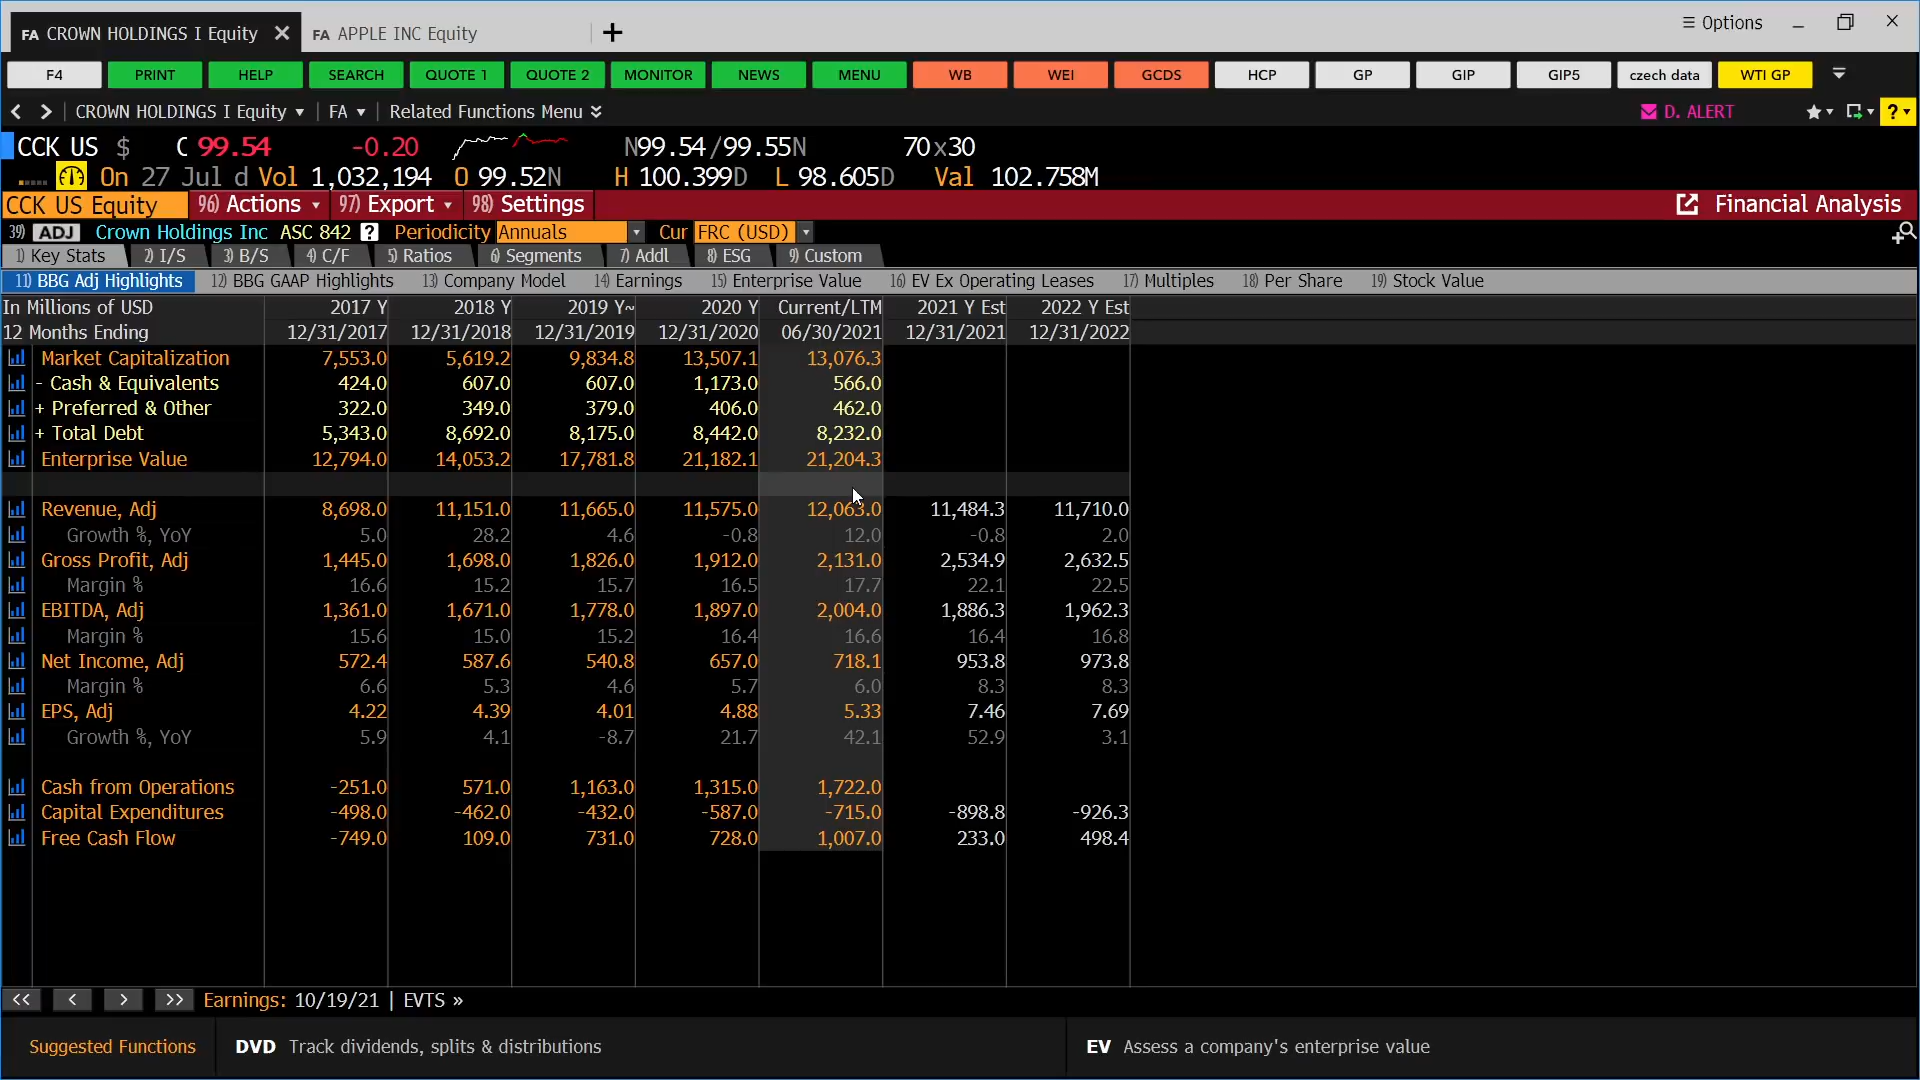 FA CROWN HOLDINGS I Equity ✕ FA APPLE INC Equity + Options
F4 PRINT HELP SEARCH QUOTE 1 QUOTE 2 MONITOR NEWS MENU WB WEI GCDS HCP GP GIP GIP5 czech data WTI GP
CROWN HOLDINGS I Equity FA Related Functions Menu D. ALERT ?
CCK US $ C 99.54 -0.20 N99.54/99.55N 70x30
On 27 Jul d Vol 1,032,194 O 99.52N H 100.399D L 98.605D Val 102.758M
CCK US Equity 96) Actions 97) Export 98) Settings Financial Analysis
39) ADJ Crown Holdings Inc ASC 842 ? Periodicity Annuals Cur FRC (USD)
1) Key Stats 2) I/S 3) B/S 4) C/F 5) Ratios 6) Segments 7) Addl 8) ESG 9) Custom
11) BBG Adj Highlights 12) BBG GAAP Highlights 13) Company Model 14) Earnings 15) Enterprise Value 16) EV Ex Operating Leases 17) Multiples 18) Per Share 19) Stock Value
In Millions of USD 2017 Y 2018 Y 2019 Y~ 2020 Y Current/LTM 2021 Y Est 2022 Y Est
12 Months Ending 12/31/2017 12/31/2018 12/31/2019 12/31/2020 06/30/2021 12/31/2021 12/31/2022
Market Capitalization 7,553.0 5,619.2 9,834.8 13,507.1 13,076.3
- Cash & Equivalents 424.0 607.0 607.0 1,173.0 566.0
+ Preferred & Other 322.0 349.0 379.0 406.0 462.0
+ Total Debt 5,343.0 8,692.0 8,175.0 8,442.0 8,232.0
Enterprise Value 12,794.0 14,053.2 17,781.8 21,182.1 21,204.3
Revenue, Adj 8,698.0 11,151.0 11,665.0 11,575.0 12,063.0 11,484.3 11,710.0
Growth %, YoY 5.0 28.2 4.6 -0.8 12.0 -0.8 2.0
Gross Profit, Adj 1,445.0 1,698.0 1,826.0 1,912.0 2,131.0 2,534.9 2,632.5
Margin % 16.6 15.2 15.7 16.5 17.7 22.1 22.5
EBITDA, Adj 1,361.0 1,671.0 1,778.0 1,897.0 2,004.0 1,886.3 1,962.3
Margin % 15.6 15.0 15.2 16.4 16.6 16.4 16.8
Net Income, Adj 572.4 587.6 540.8 657.0 718.1 953.8 973.8
Margin % 6.6 5.3 4.6 5.7 6.0 8.3 8.3
EPS, Adj 4.22 4.39 4.01 4.88 5.33 7.46 7.69
Growth %, YoY 5.9 4.1 -8.7 21.7 42.1 52.9 3.1
Cash from Operations -251.0 571.0 1,163.0 1,315.0 1,722.0
Capital Expenditures -498.0 -462.0 -432.0 -587.0 -715.0 -898.8 -926.3
Free Cash Flow -749.0 109.0 731.0 728.0 1,007.0 233.0 498.4
<< < > >> Earnings: 10/19/21 | EVTS »
Suggested Functions DVD Track dividends, splits & distributions EV Assess a company's enterprise value